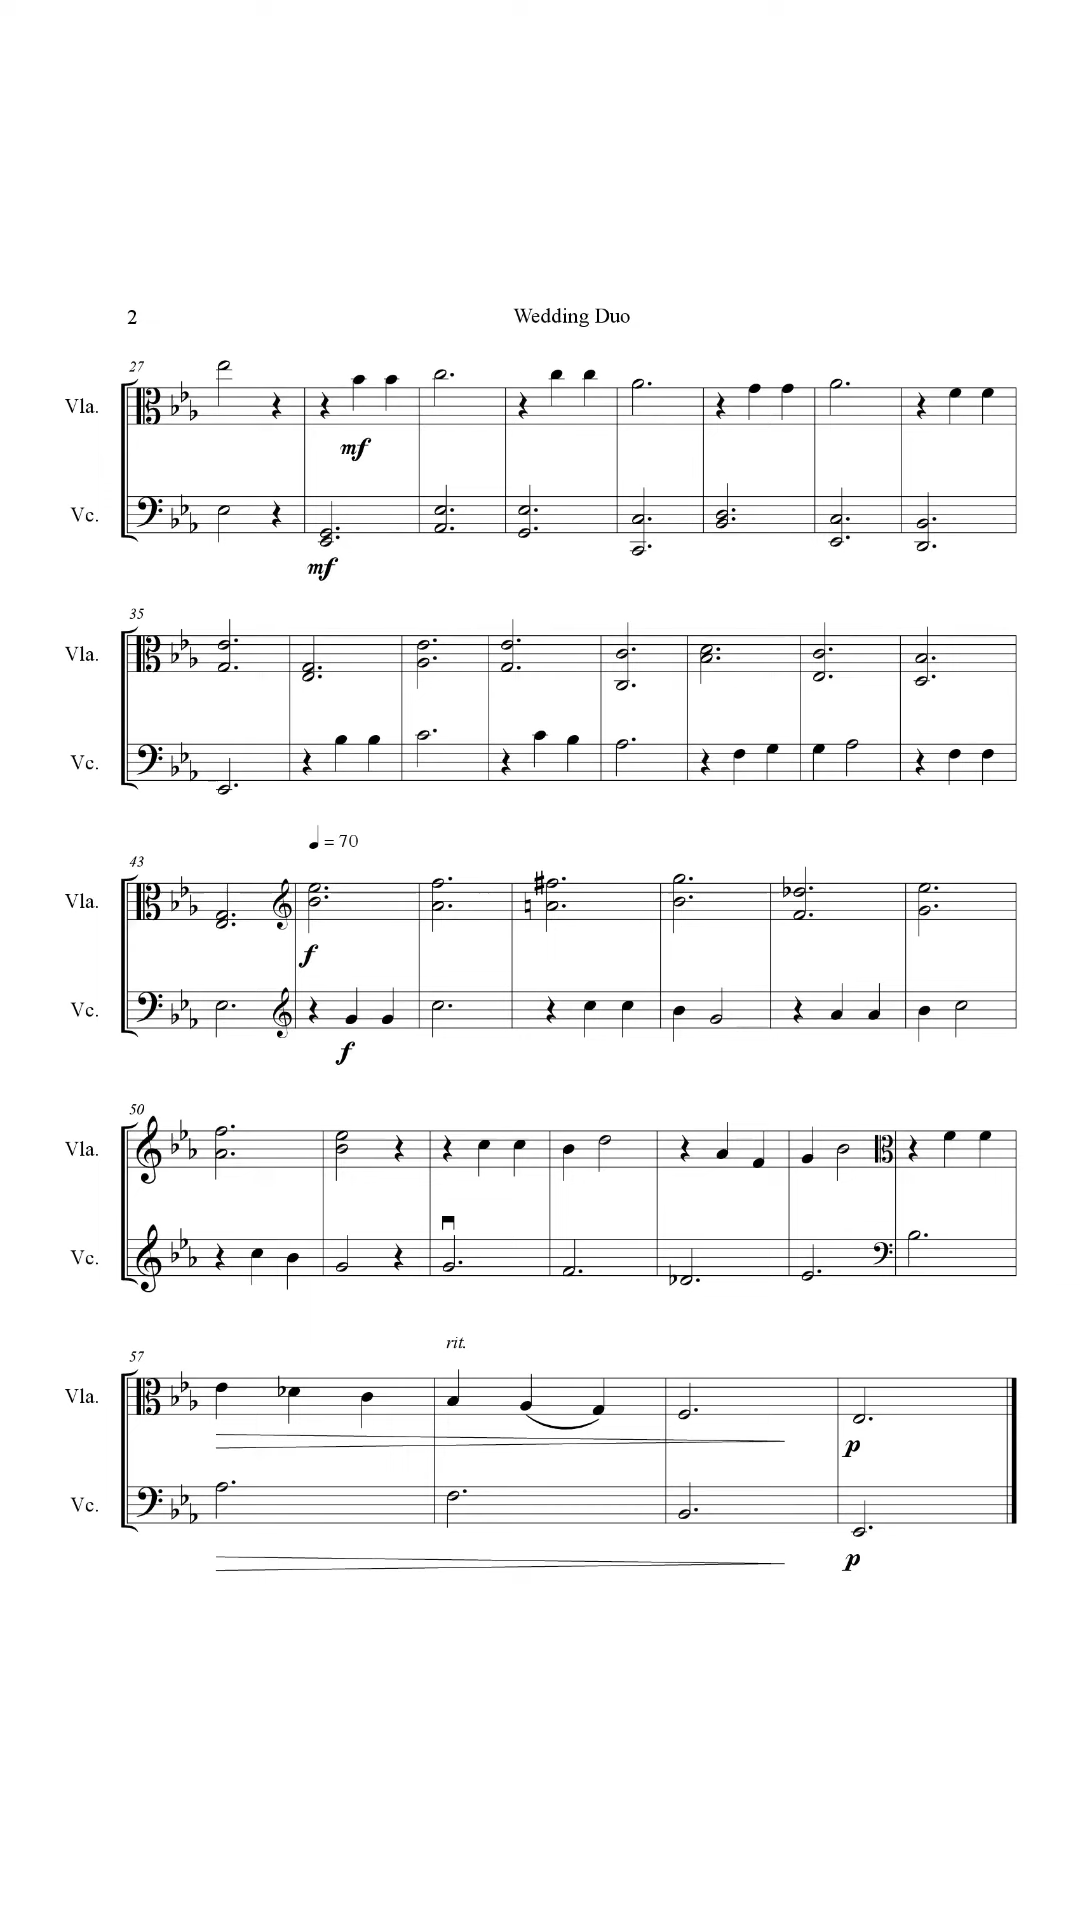 2 Wedding Duo
27
Vla.
mf
Vc.
mf
35
Vla.
Vc.
= 70
43
Vla.
f
Vc.
f
50
Vla.
Vc.
rit.
57
Vla.
p
Vc.
p